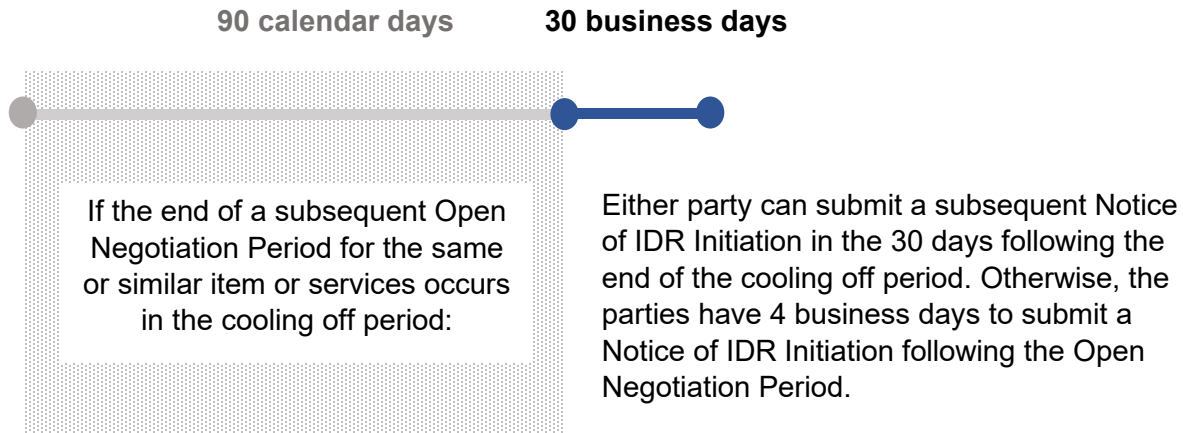 90 calendar days
30 business days
If the end of a subsequent Open
Negotiation Period for the same
or similar item or services occurs
in the cooling off period:
Either party can submit a subsequent Notice
of IDR Initiation in the 30 days following the
end of the cooling off period. Otherwise, the
parties have 4 business days to submit a
Notice of IDR Initiation following the Open
Negotiation Period.